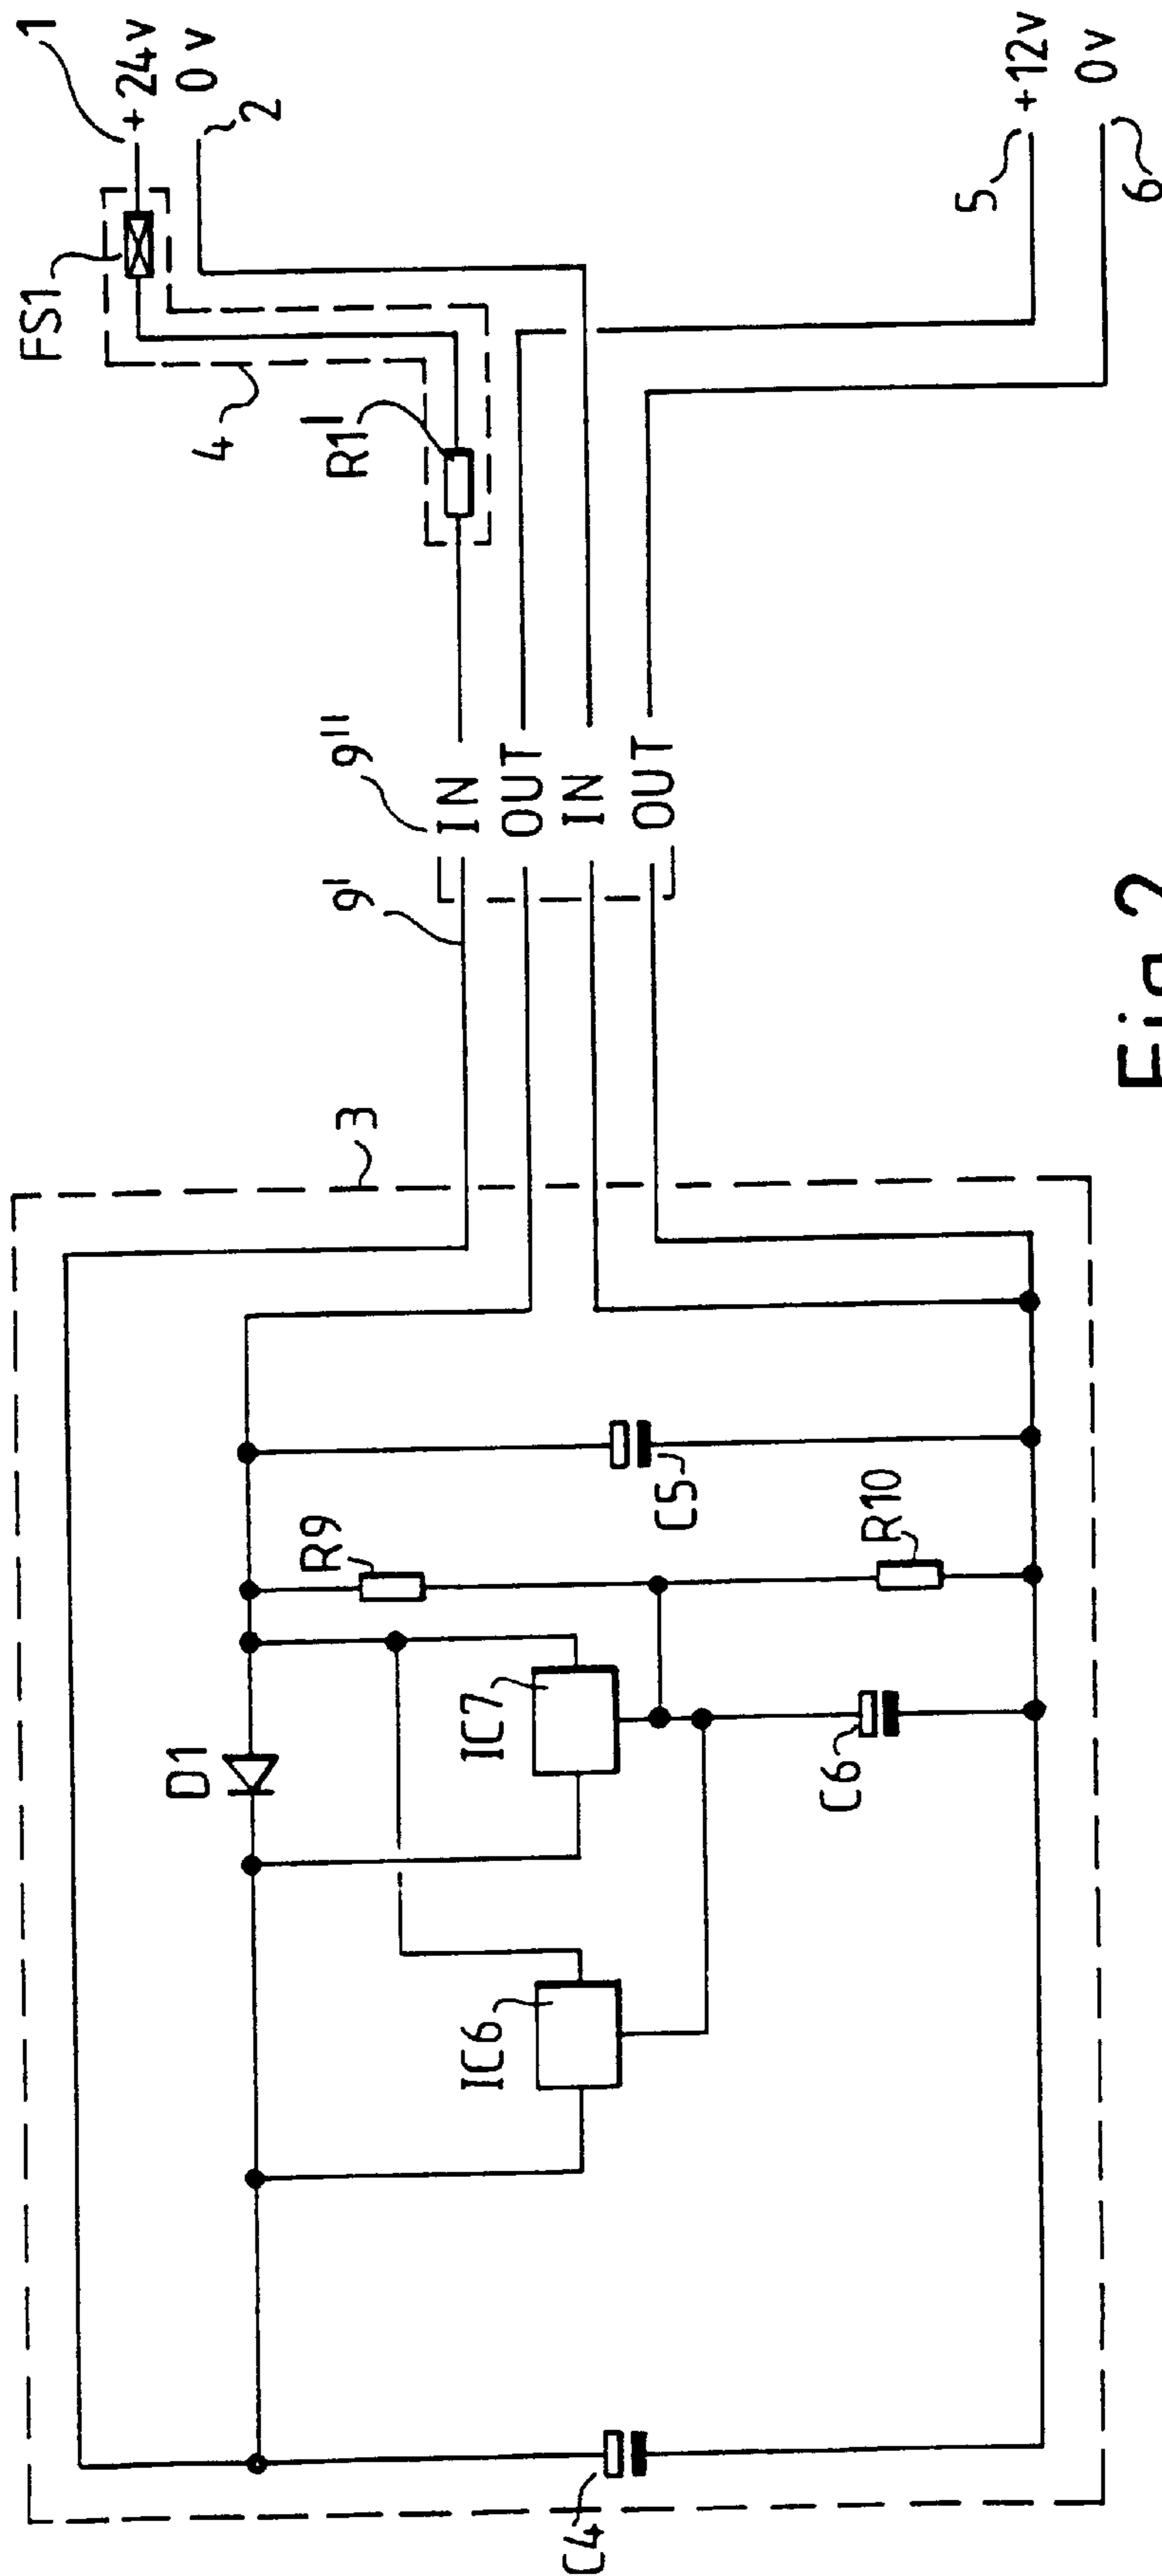 1
+24v
0v
2
FS1
4
R1'
5
+12v
0v
6
9''
IN
OUT
IN
OUT
9'
3
D1
R9
C5
R10
IC7
C6
IC6
C4
Fig.2